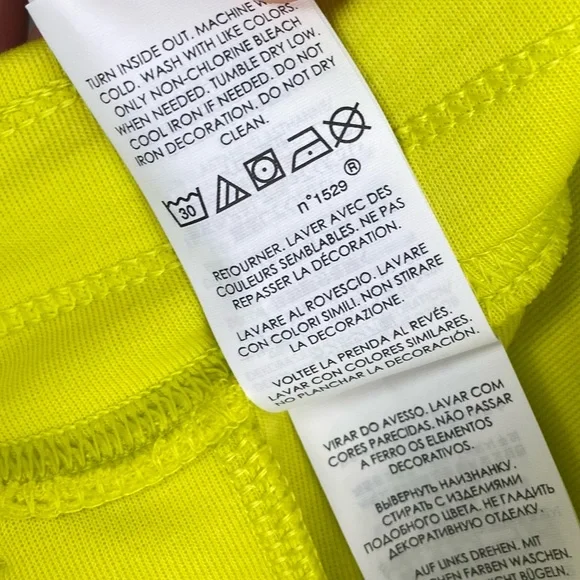 TURN INSIDE OUT. MACHINE
COLD. WASH WITH LIKE COLORS.
ONLY NON-CHLORINE BLEACH
WHEN NEEDED. TUMBLE DRY LOW.
COOL IRON IF NEEDED. DO NOT
IRON DECORATION. DO NOT DRY
CLEAN.
30
n°1529 ®
RETOURNER. LAVER AVEC DES
COULEURS SEMBLABLES. NE PAS
REPASSER LA DÉCORATION.
LAVARE AL ROVESCIO. LAVARE
CON COLORI SIMILI. NON STIRARE
LA DECORAZIONE.
VOLTEE LA PRENDA AL REVÉS.
LAVAR CON COLORES SIMILARES.
NO PLANCHAR LA DECORACIÓN.
VIRAR DO AVESSO. LAVAR COM
CORES PARECIDAS. NÃO PASSAR
A FERRO OS ELEMENTOS
DECORATIVOS.
ВЫВЕРНУТЬ НАИЗНАНКУ.
СТИРАТЬ С ИЗДЕЛИЯМИ
ПОДОБНОГО ЦВЕТА. НЕ ГЛАДИТЬ
ДЕКОРАТИВНУЮ ОТДЕЛКУ.
AUF LINKS DREHEN. MIT
CHEN FARBEN WASCHEN.
BÜGELN.